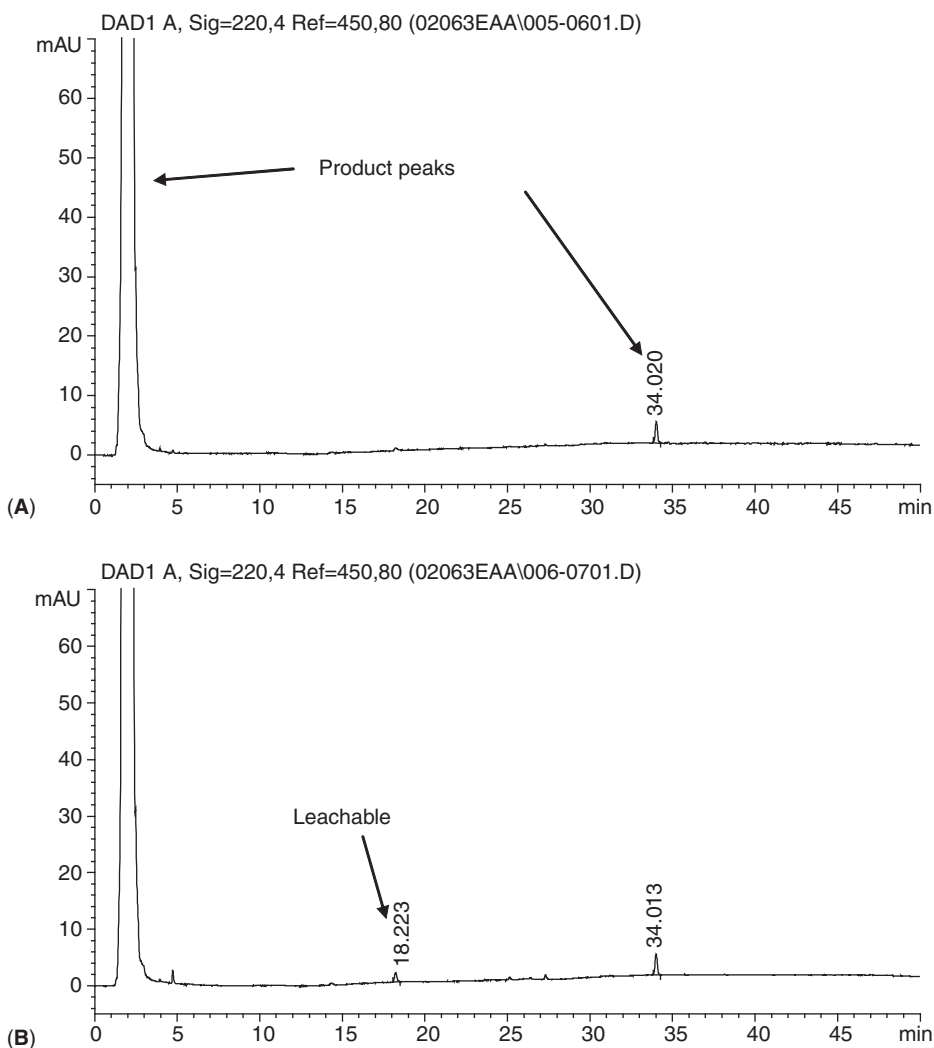 DAD1 A, Sig=220,4 Ref=450,80 (02063EAA\005-0601.D)
mAU
60
50
40
30
20
10
0
Product peaks
34.020
0 5 10 15 20 25 30 35 40 45 min
(A)
DAD1 A, Sig=220,4 Ref=450,80 (02063EAA\006-0701.D)
mAU
60
50
40
30
20
10
0
Leachable
18.223
34.013
0 5 10 15 20 25 30 35 40 45 min
(B)